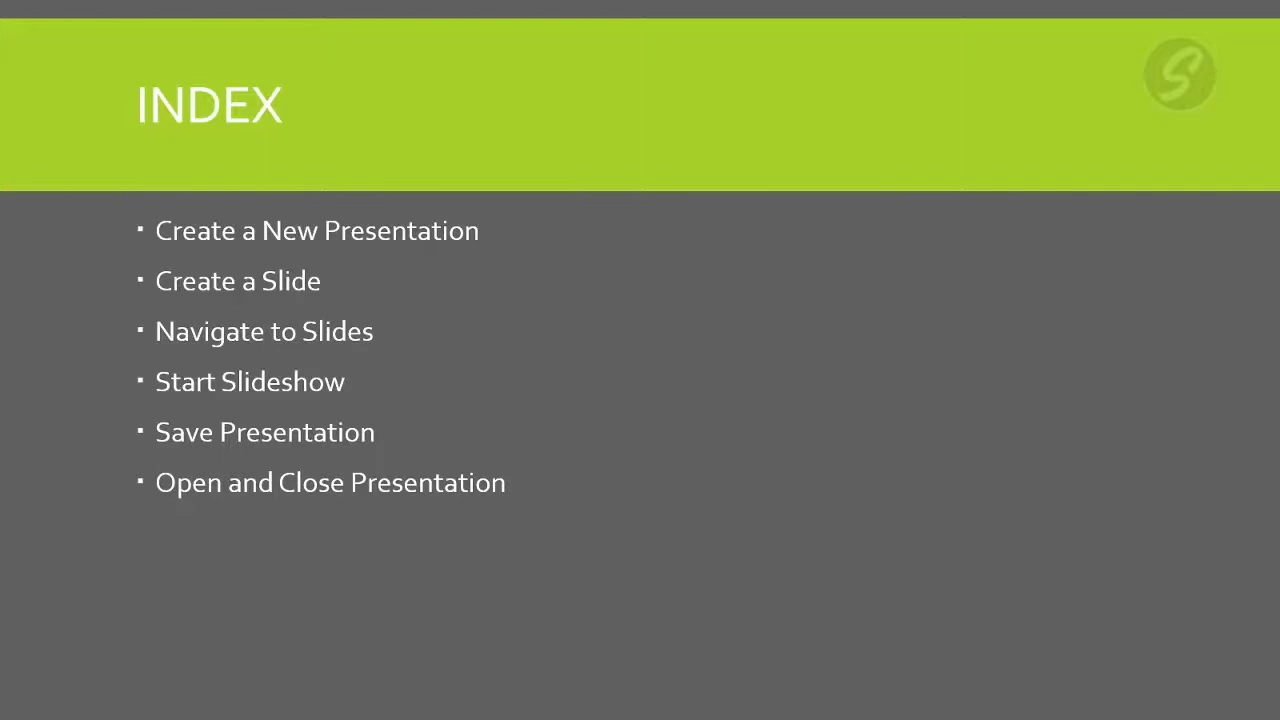 INDEX
S
▪ Create a New Presentation
▪ Create a Slide
▪ Navigate to Slides
▪ Start Slideshow
▪ Save Presentation
▪ Open and Close Presentation